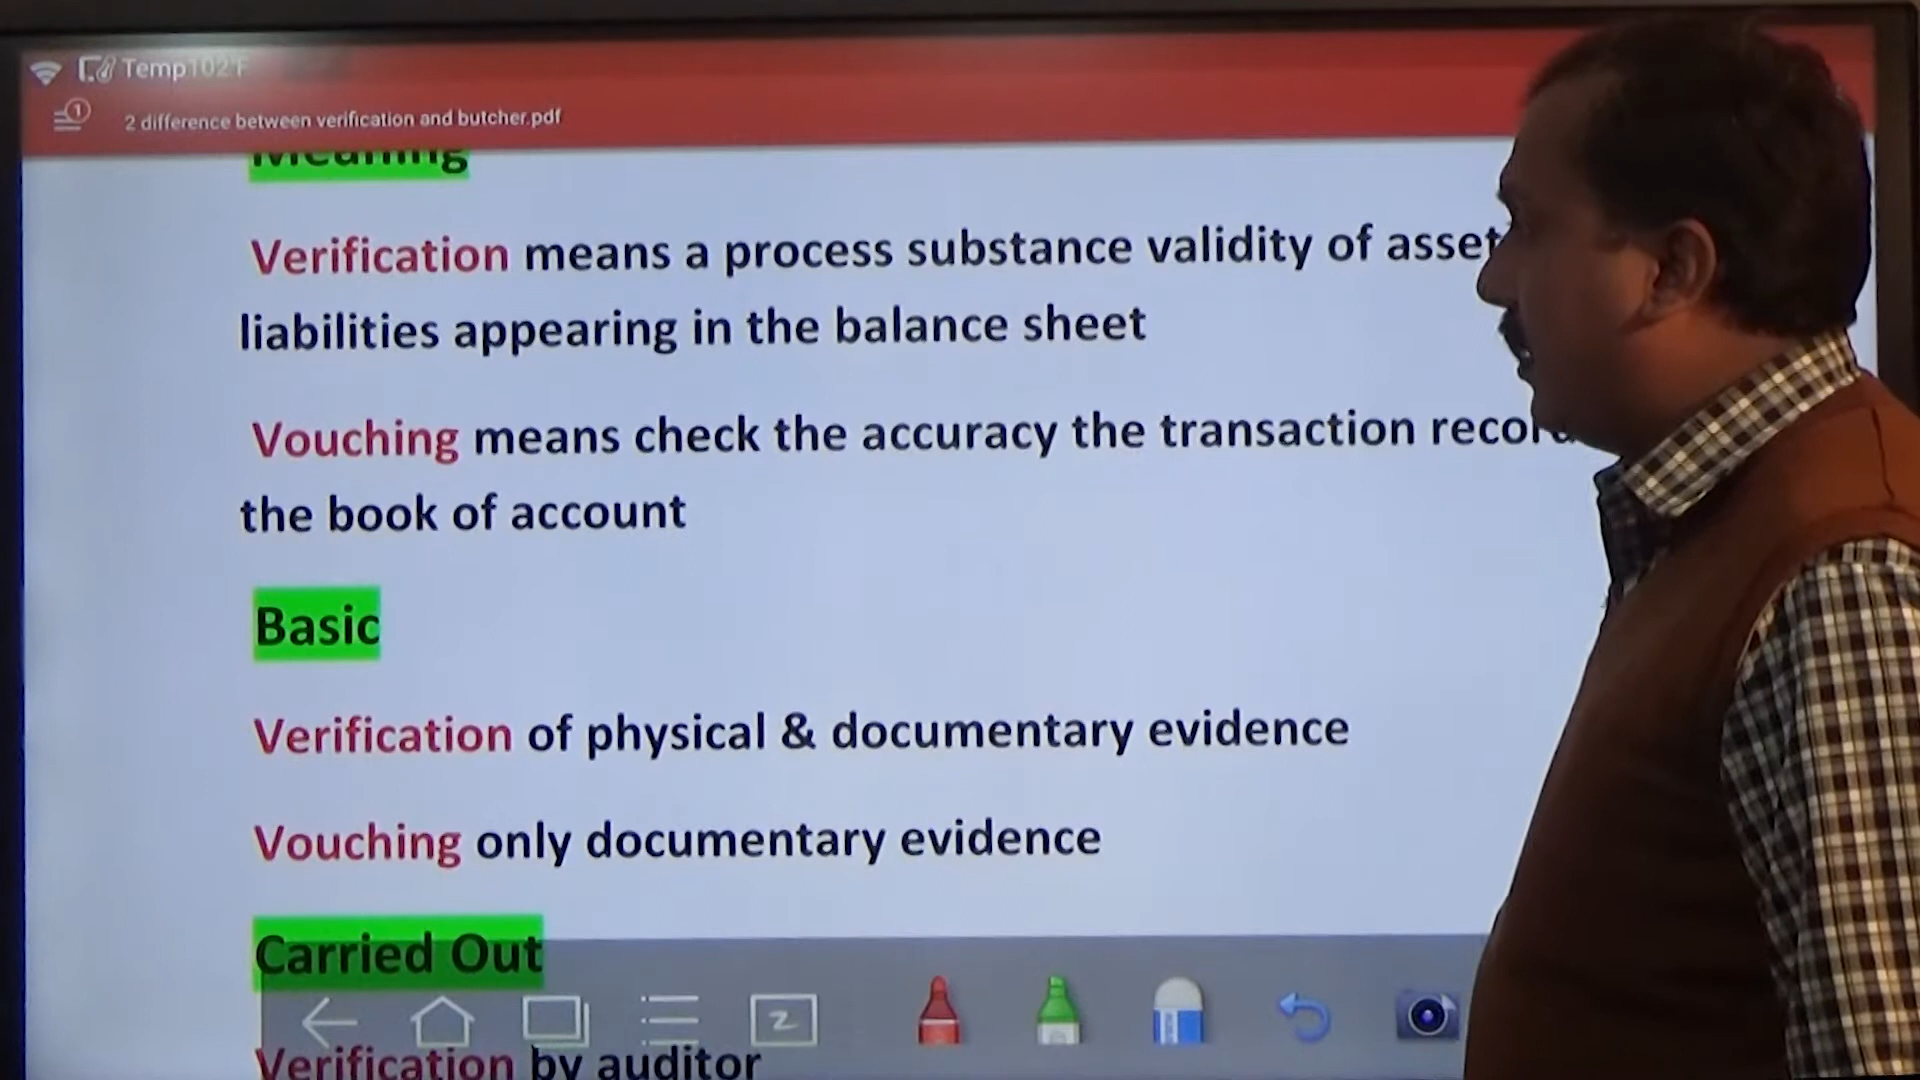 Temp102°F
2 difference between verification and butcher.pdf
Meaning
Verification means a process substance validity of asset
liabilities appearing in the balance sheet
Vouching means check the accuracy the transaction
the book of account
Basic
Verification of physical & documentary evidence
Vouching only documentary evidence
Carried Out
Verification by auditor